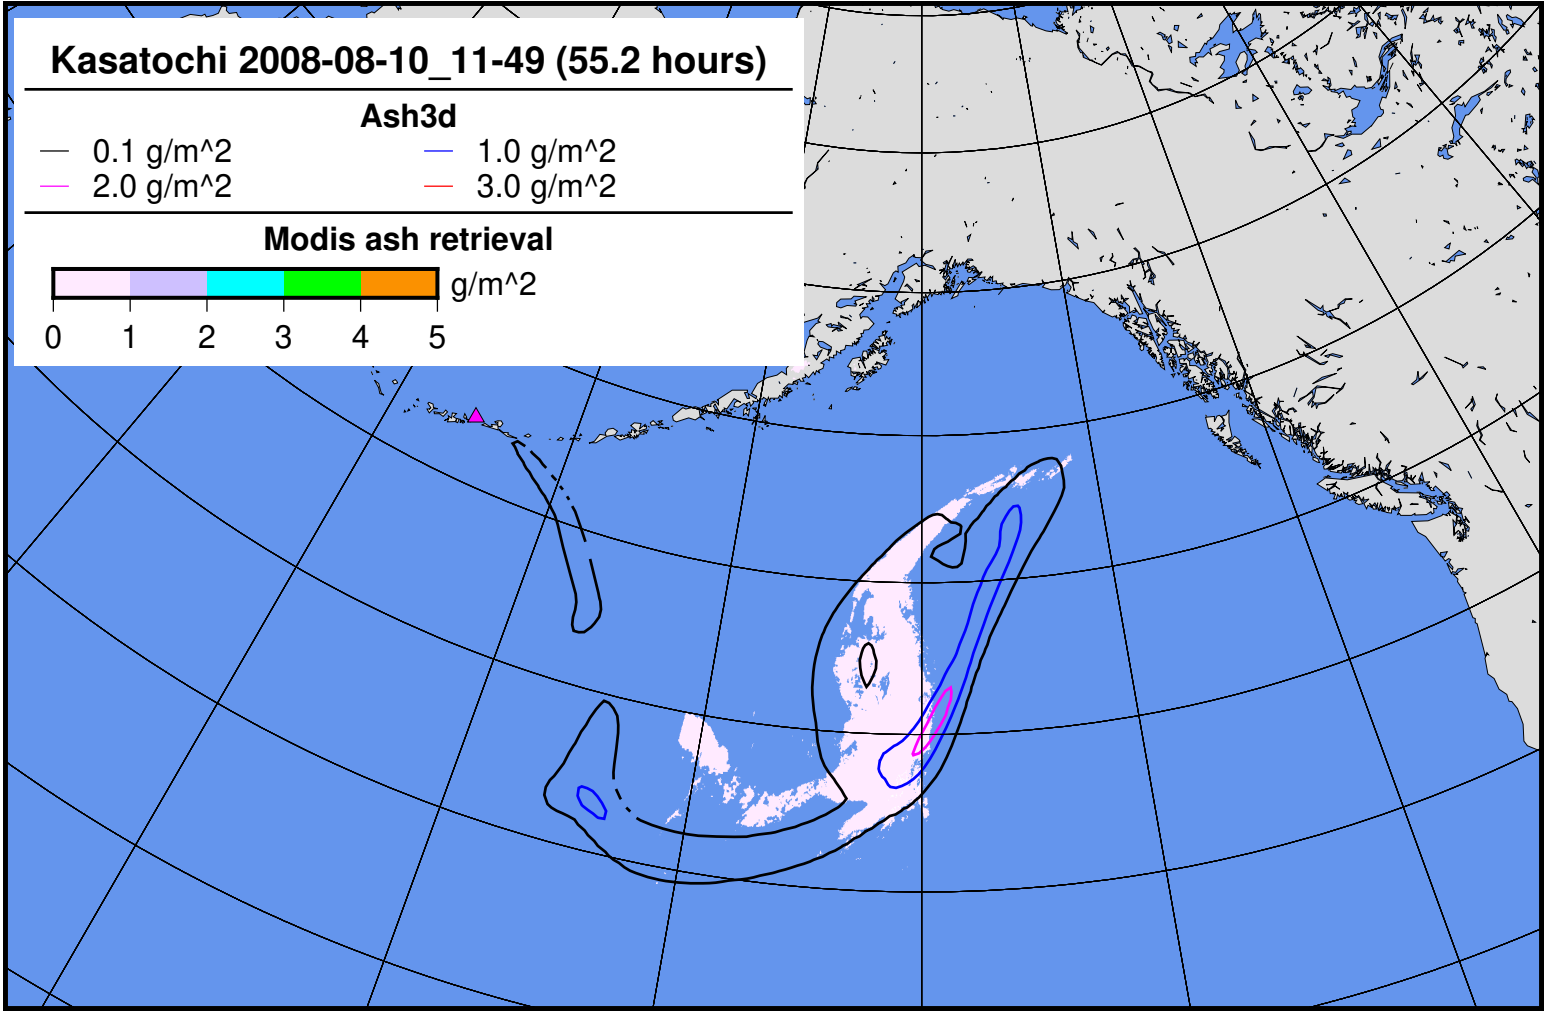 Kasatochi 2008-08-10_11-49 (55.2 hours)
Ash3d
0.1 g/m^2 1.0 g/m^2
2.0 g/m^2 3.0 g/m^2
Modis ash retrieval
g/m^2
0 1 2 3 4 5